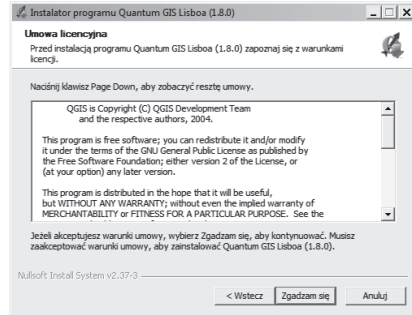 Instalator programu Quantum GIS Lisboa (1.8.0)
Umowa licencyjna
Przed instalacją programu Quantum GIS Lisboa (1.8.0) zapoznaj się z warunkami
licencji.
Naciśnij klawisz Page Down, aby zobaczyć resztę umowy.
QGIS is Copyright (C) QGIS Development Team
and the respective authors, 2004.
This program is free software; you can redistribute it and/or modify
it under the terms of the GNU General Public License as published by
the Free Software Foundation; either version 2 of the License, or
(at your option) any later version.
This program is distributed in the hope that it will be useful,
but WITHOUT ANY WARRANTY; without even the implied warranty of
MERCHANTABILITY or FITNESS FOR A PARTICULAR PURPOSE. See the
Jeżeli akceptujesz warunki umowy, wybierz Zgadzam się, aby kontynuować. Musisz
zaakceptować warunki umowy, aby zainstalować Quantum GIS Lisboa (1.8.0).
Nullsoft Install System v2.37-3
< Wstecz Zgadzam się Anuluj